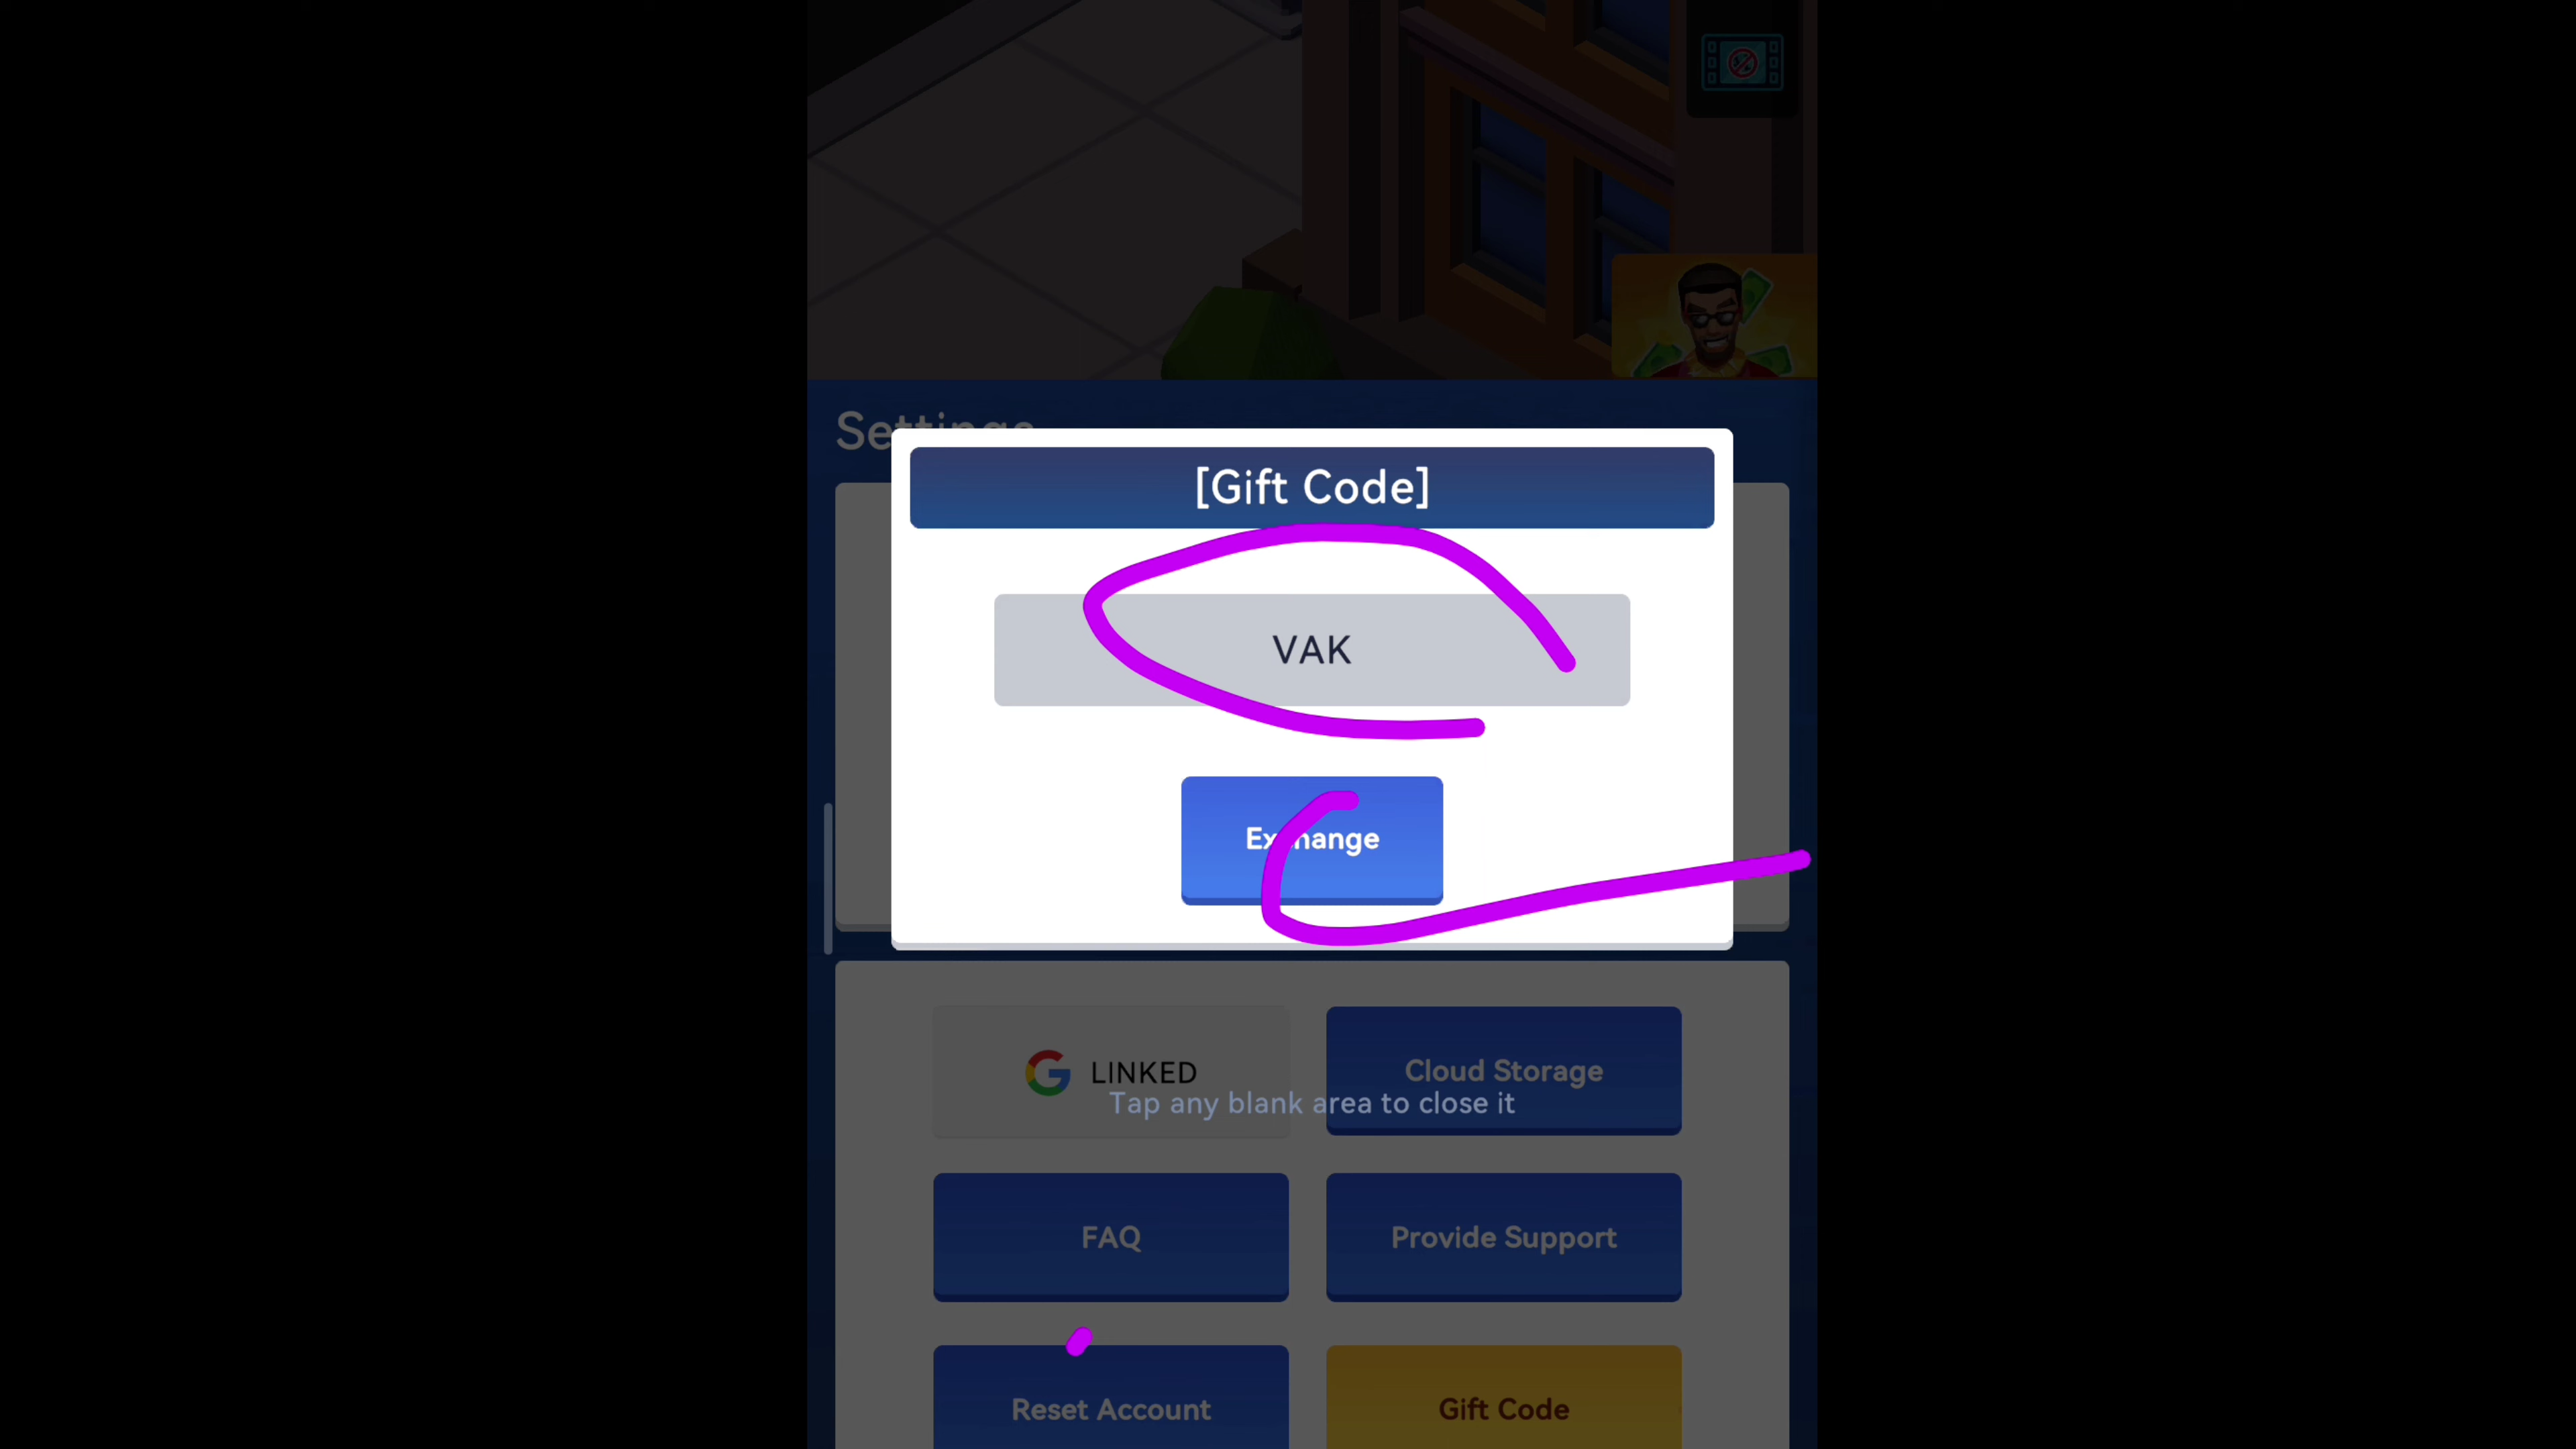 Settings
[Gift Code]
VAK
Exchange
LINKED
Cloud Storage
Tap any blank area to close it
FAQ
Provide Support
Reset Account
Gift Code